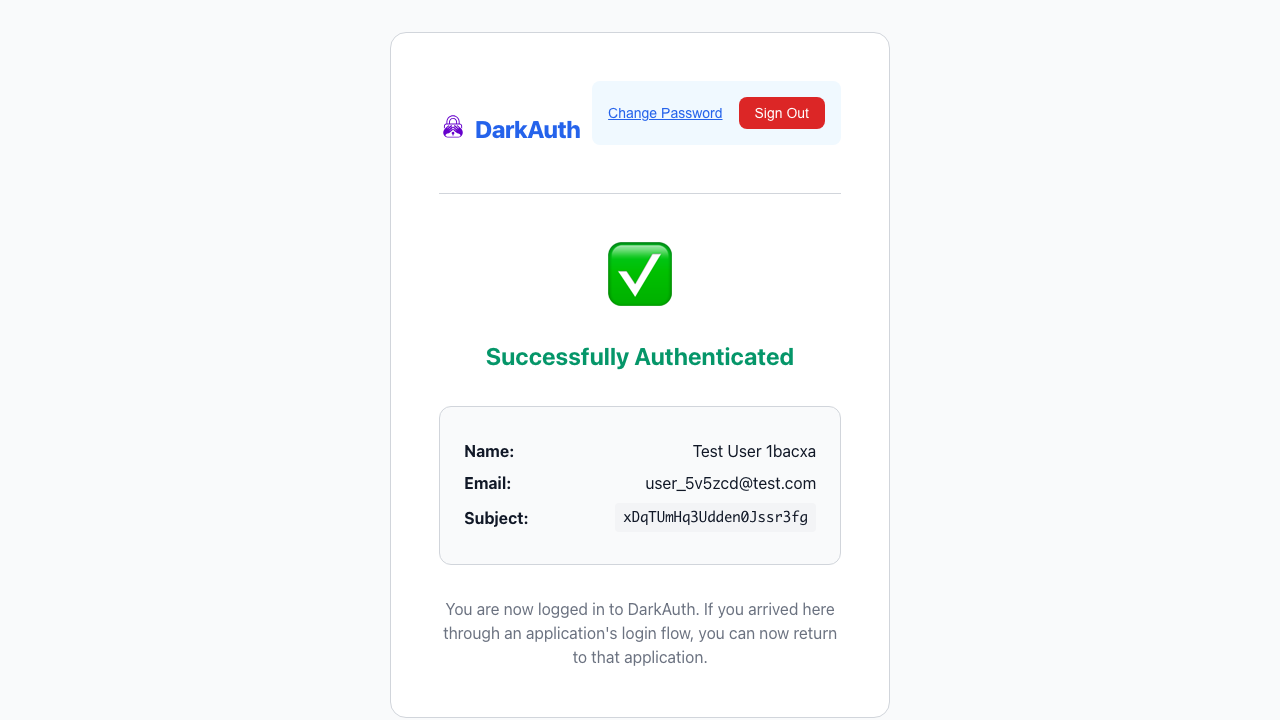 DarkAuth
Change Password
Sign Out
Successfully Authenticated
Name: Test User 1bacxa
Email: user_5v5zcd@test.com
Subject: xDqTUmHq3Udden0Jssr3fg
You are now logged in to DarkAuth. If you arrived here
through an application's login flow, you can now return
to that application.